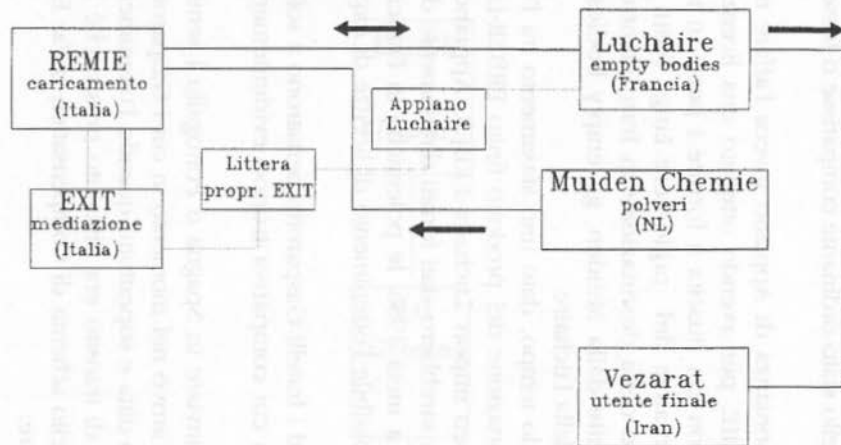 REMIE
caricamento
(Italia)
Luchaire
empty bodies
(Francia)
Appiano
Luchaire
Littera
propr. EXIT
EXIT
mediazione
(Italia)
Muiden Chemie
polveri
(NL)
Vezarat
utente finale
(Iran)